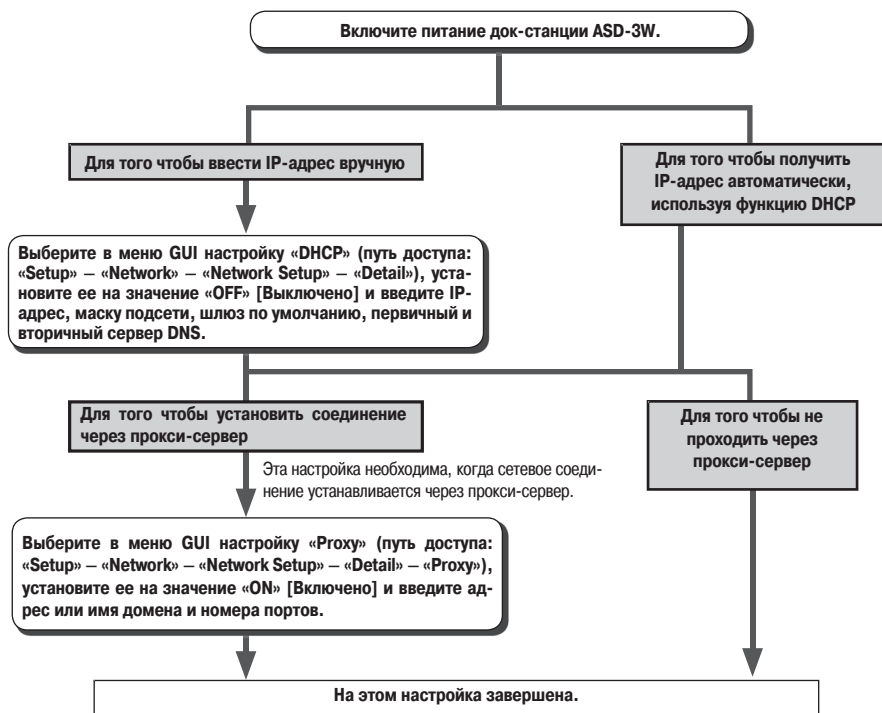 Включите питание док-станции ASD-3W.
Для того чтобы ввести IP-адрес вручную
Для того чтобы получить
IP-адрес автоматически,
используя функцию DHCP
Выберите в меню GUI настройку «DHCP» (путь доступа:
«Setup» – «Network» – «Network Setup» – «Detail»), уста-
новите ее на значение «OFF» [Выключено] и введите IP-
адрес, маску подсети, шлюз по умолчанию, первичный и
вторичный сервер DNS.
Для того чтобы установить соединение
через прокси-сервер
Для того чтобы не
проходить через
прокси-сервер
Эта настройка необходима, когда сетевое соеди-
нение устанавливается через прокси-сервер.
Выберите в меню GUI настройку «Proxy» (путь доступа:
«Setup» – «Network» – «Network Setup» – «Detail» – «Proxy»),
установите ее на значение «ON» [Включено] и введите ад-
рес или имя домена и номера портов.
На этом настройка завершена.